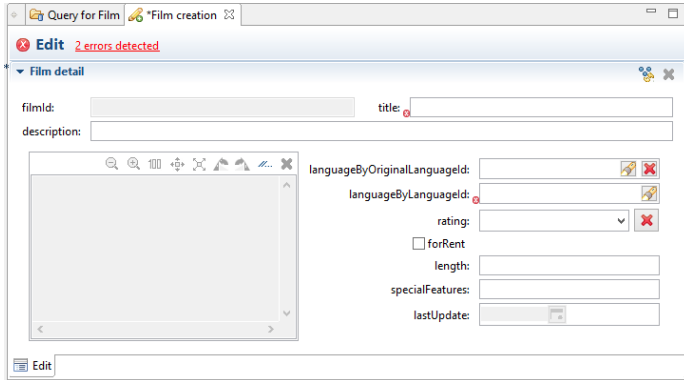 Query for Film
*Film creation
Edit 2 errors detected
* Film detail
filmId:
title:
description:
languageByOriginalLanguageId:
languageByLanguageId:
rating:
forRent
length:
specialFeatures:
lastUpdate:
Edit